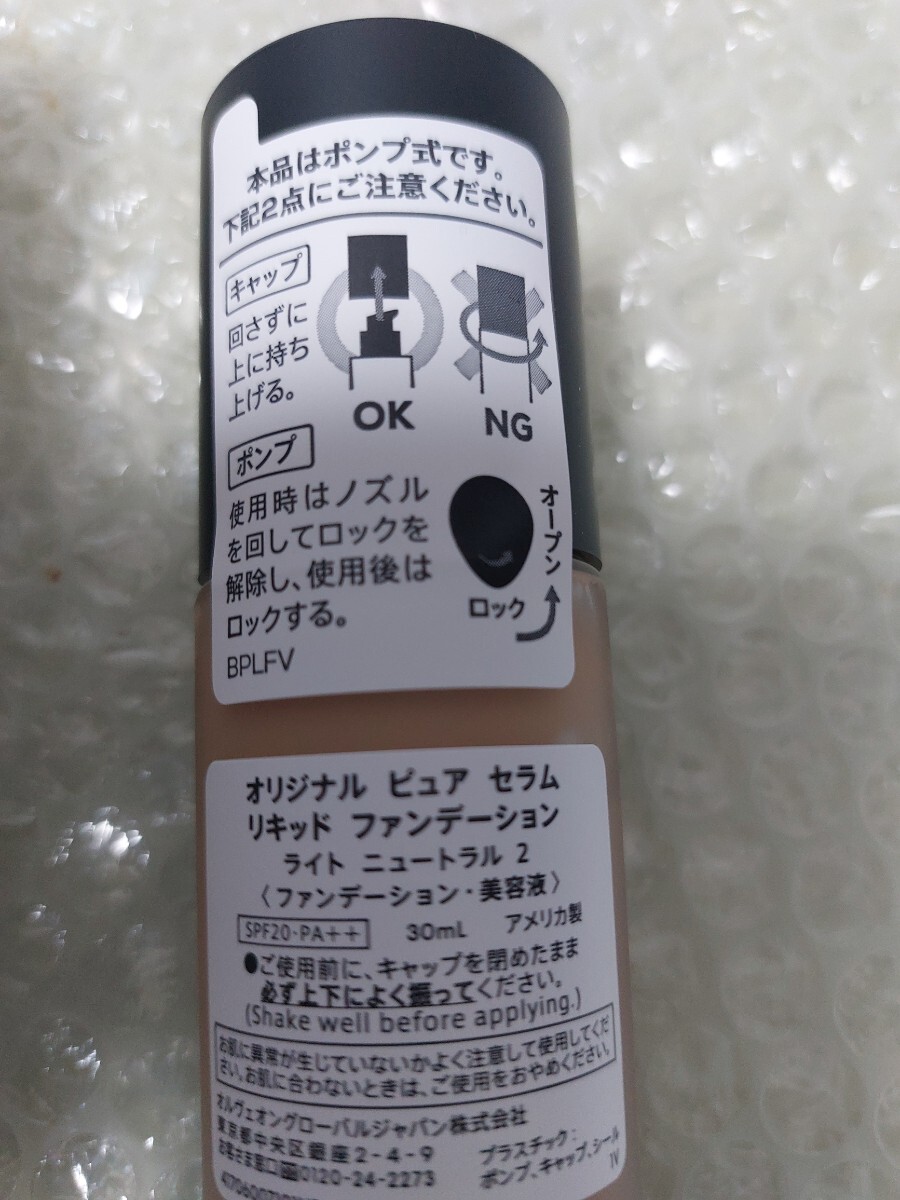 本品はポンプ式です。
下記2点にご注意ください。
キャップ
回さずに
上に持ち
上げる。
OK
NG
ポンプ
使用時はノズル
を回してロックを
解除し、使用後は
ロックする。
オープン
ロック
BPLFV
オリジナル ピュア セラム
リキッド ファンデーション
ライト ニュートラル 2
〈ファンデーション・美容液〉
SPF20・PA++ 30mL アメリカ製
●ご使用前に、キャップを閉めたまま
必ず上下によく振ってください。
(Shake well before applying.)
お肌に異常が生じていないかよく注意して使用してくだ
さい。お肌に合わないときは、ご使用をおやめください。
オルヴェオングローバルジャパン株式会社
東京都中央区銀座2-4-9
お客さま窓口 0120-24-2273
プラスチック:
ポンプ、キャップ、シール
1V